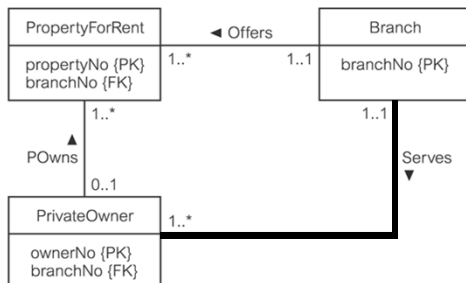 PropertyForRent
propertyNo {PK}
branchNo {FK}
◄ Offers
1..*
1..1
Branch
branchNo {PK}
1..*
▲
POwns
0..1
1..1
Serves
▼
PrivateOwner
ownerNo {PK}
branchNo {FK}
1..*